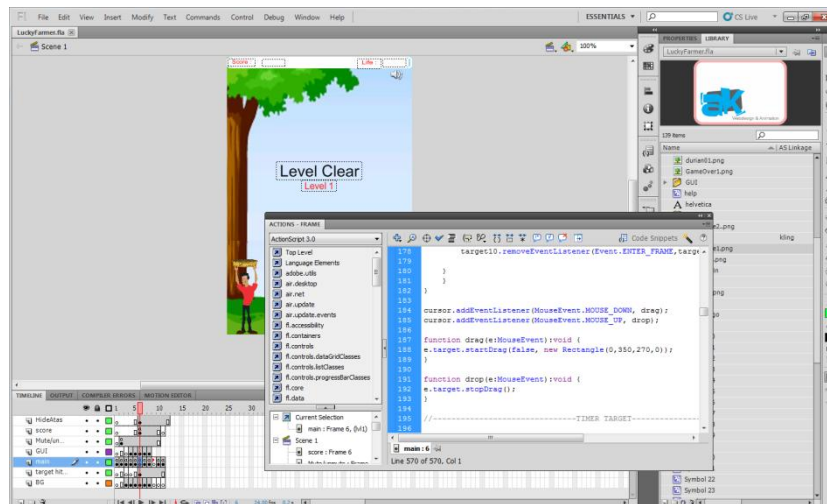 Fl File Edit View Insert Modify Text Commands Control Debug Window Help
ESSENTIALS
CS Live
LuckyFarmer.fla
Scene 1
100%
Score
Life
Level Clear
Level 1
PROPERTIES LIBRARY
LuckyFarmer.fla
ak
Webdesign & Animation
139 items
Name AS Linkage
durian01.png
GameOver1.png
GUI
help
helvetica
kling
Symbol 22
Symbol 23
ACTIONS - FRAME
ActionScript 3.0
Code Snippets
Top Level
Language Elements
adobe.utils
air.desktop
air.net
air.update
air.update.events
fl.accessibility
fl.containers
fl.controls
fl.controls.dataGridClasses
fl.controls.listClasses
fl.controls.progressBarClasses
fl.core
fl.data
Current Selection
main : Frame 6, (lvl1)
Scene 1
score : Frame 6
178 target10.removeEventListener(Event.ENTER_FRAME,targe
179
180 }
181 }
182 }
183
184 cursor.addEventListener(MouseEvent.MOUSE_DOWN, drag);
185 cursor.addEventListener(MouseEvent.MOUSE_UP, drop);
186
187 function drag(e:MouseEvent):void {
188 e.target.startDrag(false, new Rectangle(0,350,270,0));
189 }
190
191 function drop(e:MouseEvent):void {
192 e.target.stopDrag();
193 }
194
195 //-----------------------------TIMER TARGET-------------
196
main : 6
Line 570 of 570, Col 1
TIMELINE OUTPUT COMPILER ERRORS MOTION EDITOR
1 5 10 15 20 25 30
HideAtas
score
Mute/un...
GUI
main
target hit...
BG